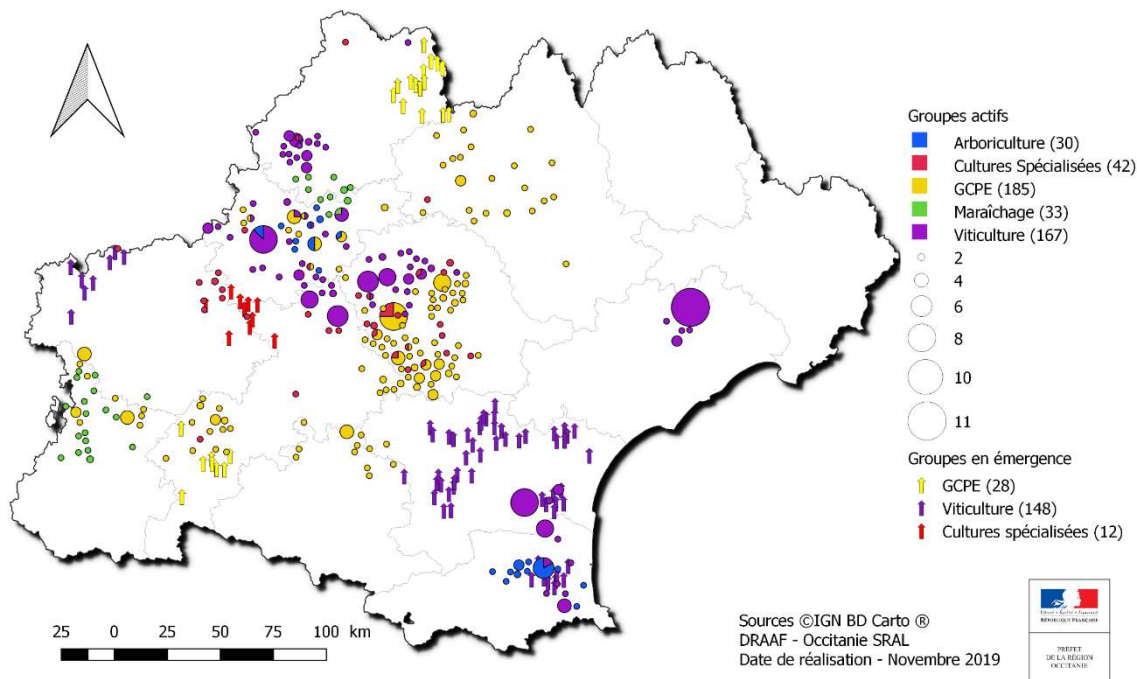 Groupes actifs
Arboriculture (30)
Cultures Spécialisées (42)
GCPE (185)
Maraîchage (33)
Viticulture (167)
2
4
6
8
10
11
Groupes en émergence
GCPE (28)
Viticulture (148)
Cultures spécialisées (12)
25 0 25 50 75 100 km
Sources ©IGN BD Carto ®
DRAAF - Occitanie SRAL
Date de réalisation - Novembre 2019
RÉPUBLIQUE FRANÇAISE
PRÉFET
DE LA RÉGION
OCCITANIE